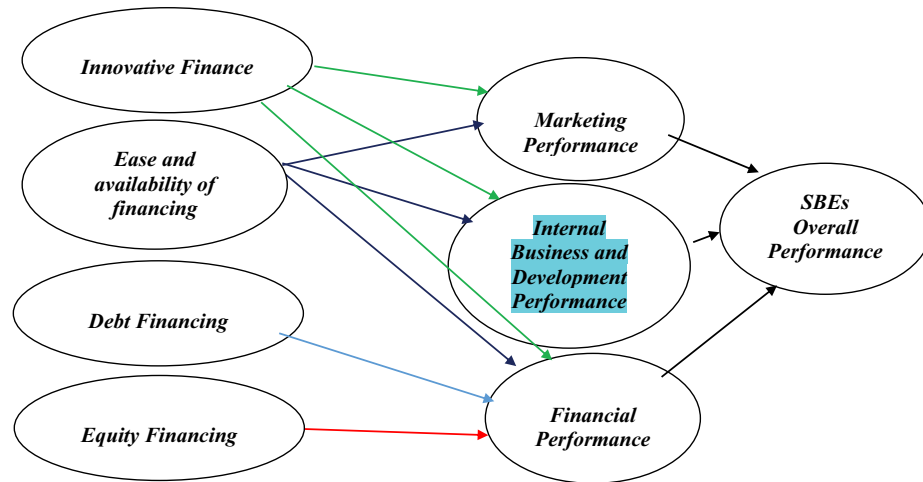 Innovative Finance
Ease and
availability of
financing
Debt Financing
Equity Financing
Marketing
Performance
Internal
Business and
Development
Performance
Financial
Performance
SBEs
Overall
Performance